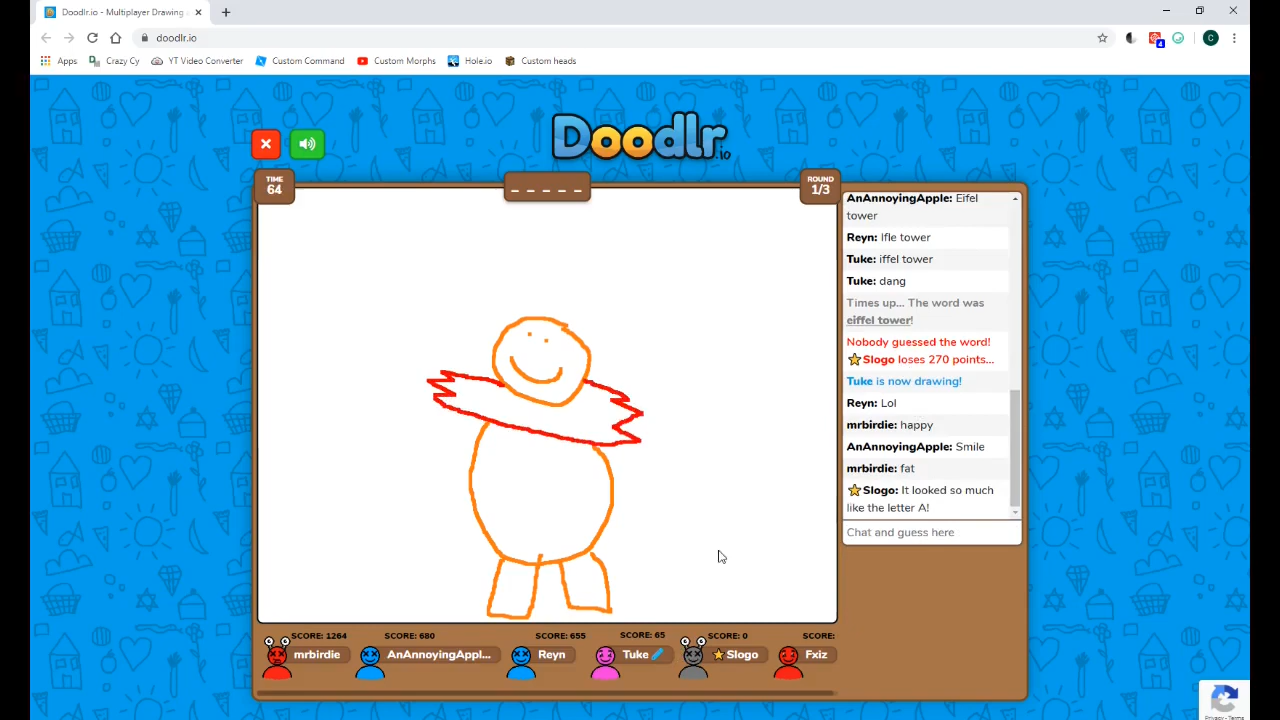 Doodlr.io - Multiplayer Drawing
doodlr.io
4
C
Apps
Crazy Cy
YT Video Converter
Custom Command
Custom Morphs
Hole.io
Custom heads
Doodlr.io
TIME
64
_ _ _ _ _
ROUND
1/3
AnAnnoyingApple: Eifel
tower
Reyn: Ifle tower
Tuke: iffel tower
Tuke: dang
Times up... The word was
eiffel tower!
Nobody guessed the word!
Slogo loses 270 points...
Tuke is now drawing!
Reyn: Lol
mrbirdie: happy
AnAnnoyingApple: Smile
mrbirdie: fat
Slogo: It looked so much
like the letter A!
Chat and guess here
SCORE: 1264
mrbirdie
SCORE: 680
AnAnnoyingAppl...
SCORE: 655
Reyn
SCORE: 65
Tuke
SCORE: 0
Slogo
SCORE:
Fxiz
Privacy - Terms